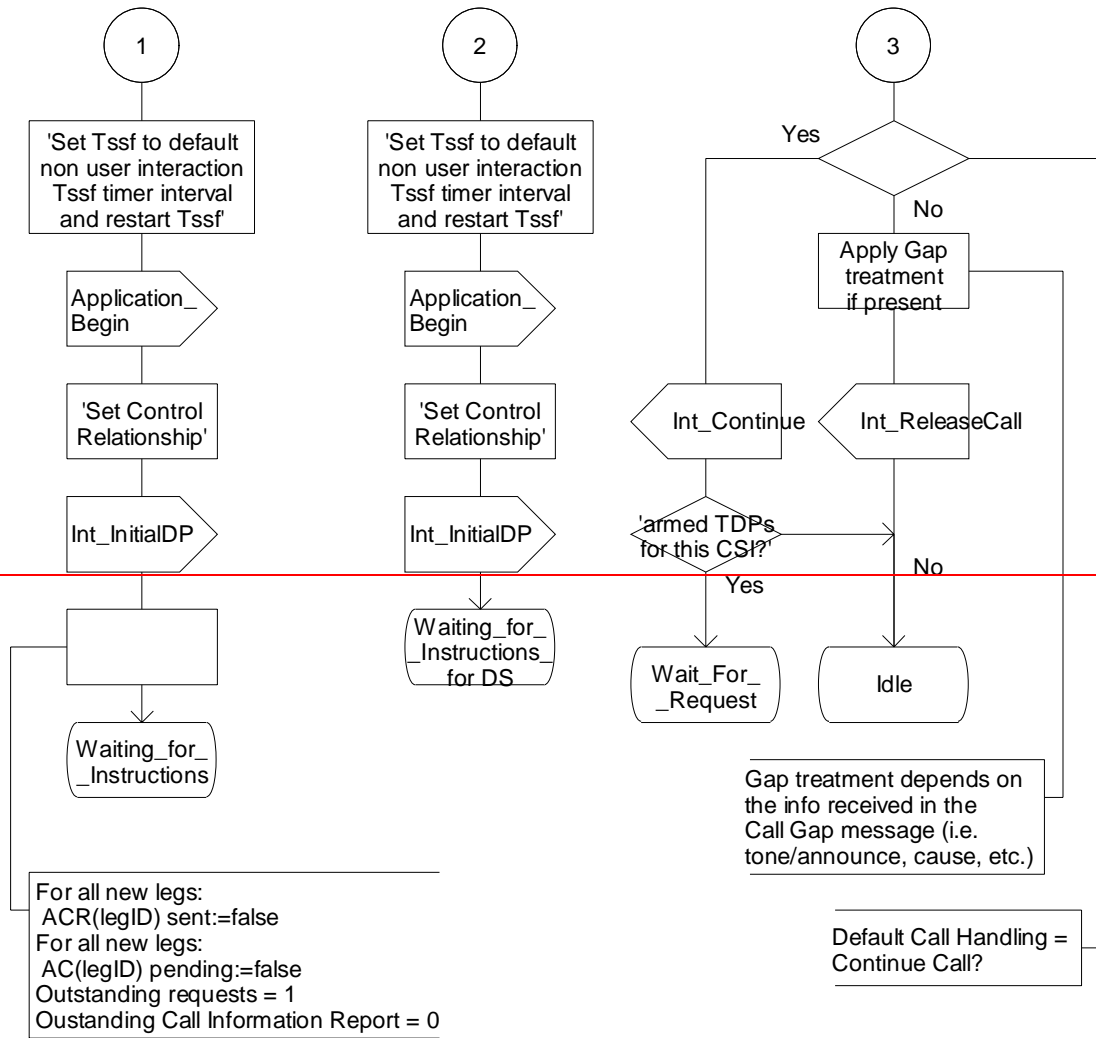 1
'Set Tssf to default
non user interaction
Tssf timer interval
and restart Tssf'
Application_
Begin
'Set Control
Relationship'
Int_InitialDP
Waiting_for_
_Instructions
For all new legs:
ACR(legID) sent:=false
For all new legs:
AC(legID) pending:=false
Outstanding requests = 1
Oustanding Call Information Report = 0
2
'Set Tssf to default
non user interaction
Tssf timer interval
and restart Tssf'
Application_
Begin
'Set Control
Relationship'
Int_InitialDP
Waiting_for_
_Instructions_
for DS
3
Yes
No
Apply Gap
treatment
if present
Int_Continue
Int_ReleaseCall
'armed TDPs
for this CSI?'
No
Yes
Wait_For_
_Request
Idle
Gap treatment depends on
the info received in the
Call Gap message (i.e.
tone/announce, cause, etc.)
Default Call Handling =
Continue Call?